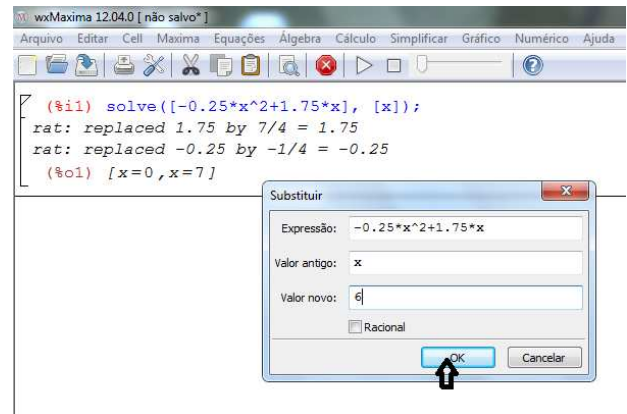 wxMaxima 12.04.0 [ não salvo* ]
Arquivo Editar Cell Maxima Equações Álgebra Cálculo Simplificar Gráfico Numérico Ajuda
(%i1) solve([-0.25*x^2+1.75*x], [x]);
rat: replaced 1.75 by 7/4 = 1.75
rat: replaced -0.25 by -1/4 = -0.25
(%o1) [x=0,x=7]
Substituir
Expressão: -0.25*x^2+1.75*x
Valor antigo: x
Valor novo: 6
Racional
OK Cancelar